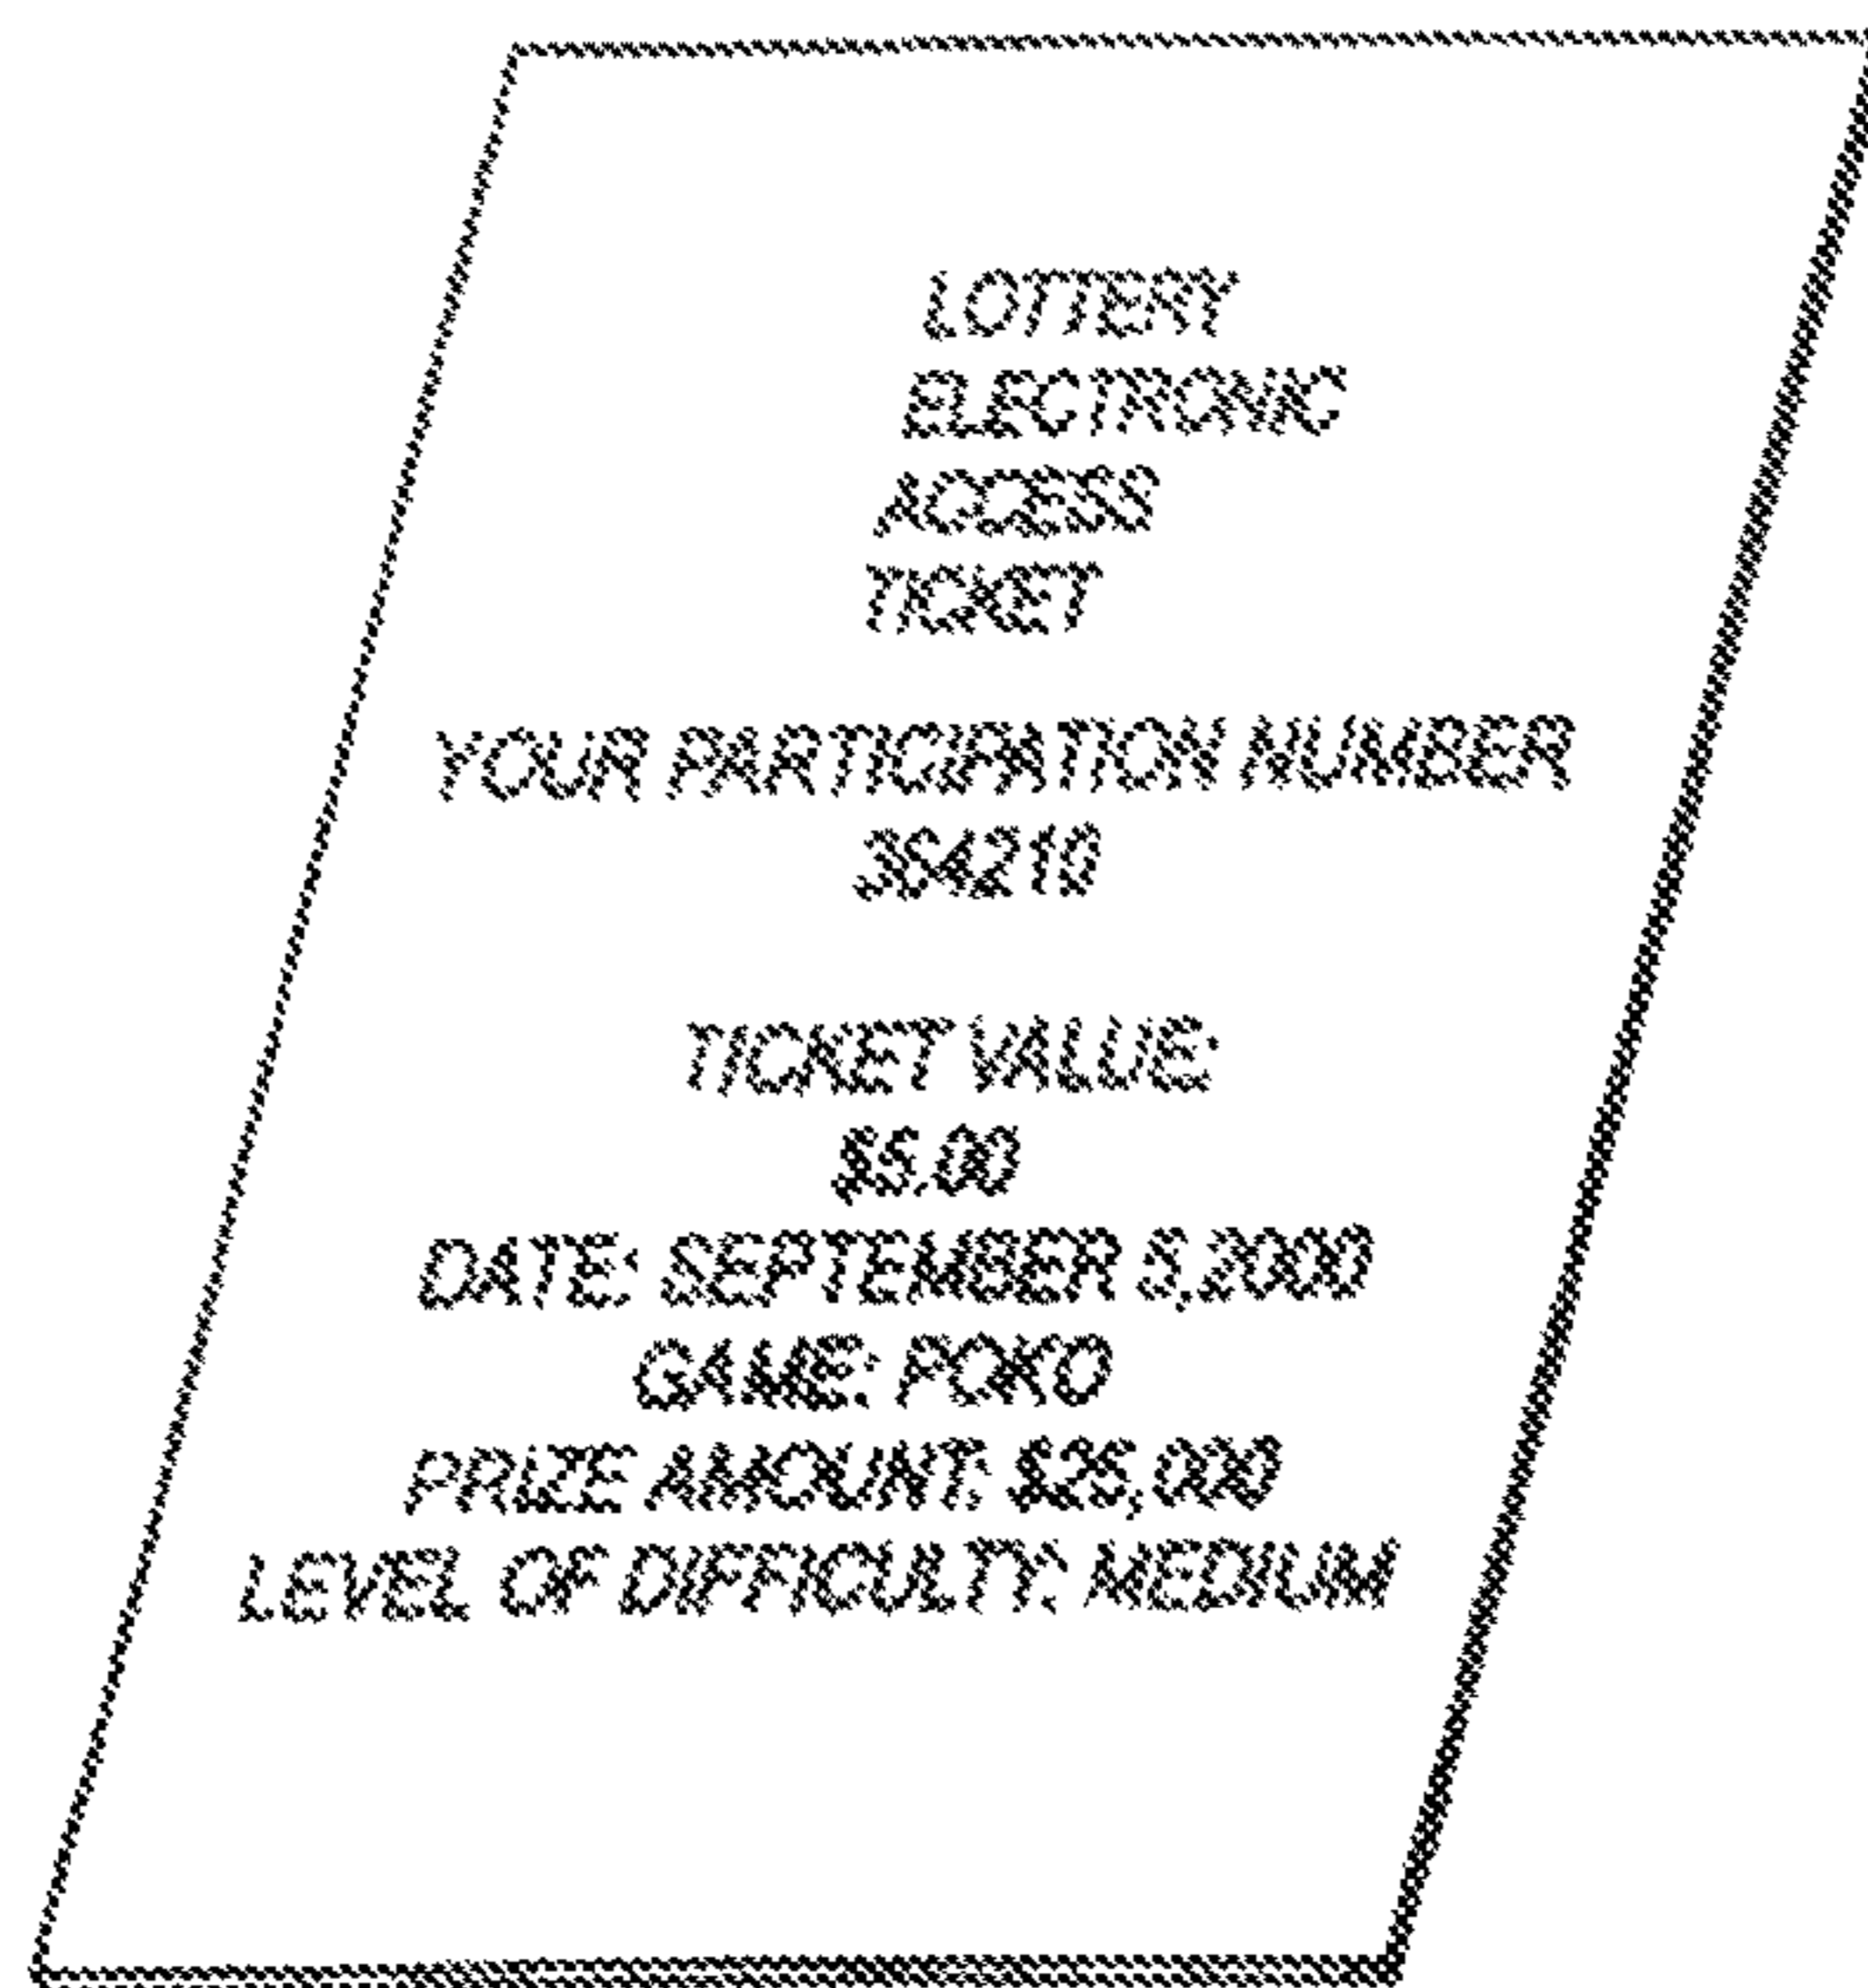 LOTTERY
ELECTRONIC
ACCESS
TICKET
YOUR PARTICIPATION NUMBER
354210
TICKET VALUE:
$5.00
DATE: SEPTEMBER 3,2000
GAME: POKO
PRIZE AMOUNT: $25,000
LEVEL OF DIFFICULTY: MEDIUM